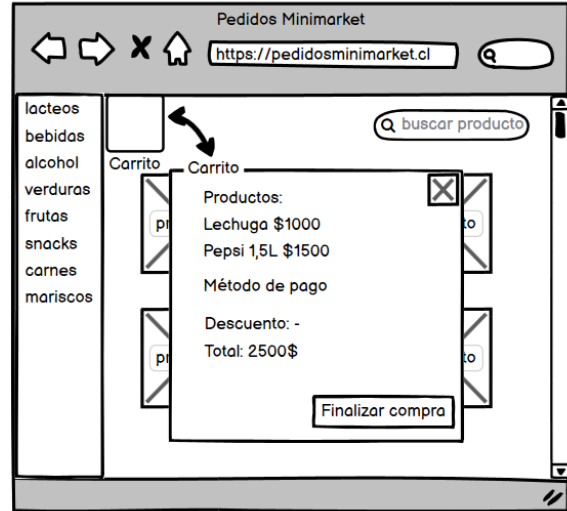 Pedidos Minimarket
https://pedidosminimarket.cl
lacteos
bebidas
alcohol
verduras
frutas
snacks
carnes
mariscos
buscar producto
Carrito
Carrito
Productos:
Lechuga $1000
Pepsi 1,5L $1500
Método de pago
Descuento: -
Total: 2500$
Finalizar compra